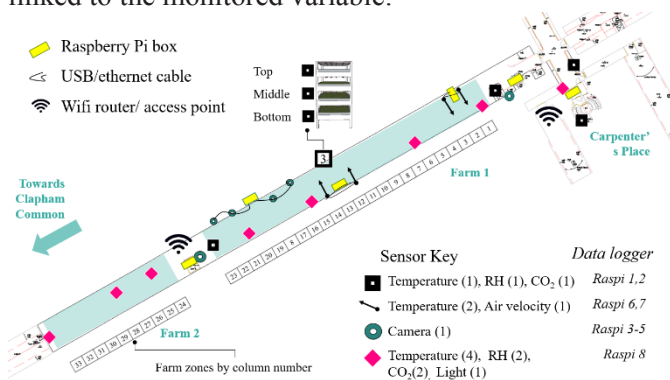 linked to the monitored variable.
Raspberry Pi box
USB/ethernet cable
Wifi router/ access point
Top
Middle
Bottom
3
Carpenter'
s Place
Farm 1
1
2
3
4
5
6
7
8
9
10
11
12
13
14
15
16
17
18
19
20
21
22
23
Towards
Clapham
Common
Farm 2
24
25
26
27
28
29
30
31
32
33
Farm zones by column number
Sensor Key Data logger
Temperature (1), RH (1), CO₂ (1) Raspi 1,2
Temperature (2), Air velocity (1) Raspi 6,7
Camera (1) Raspi 3-5
Temperature (4), RH (2), Raspi 8
CO₂(2) Light (1)